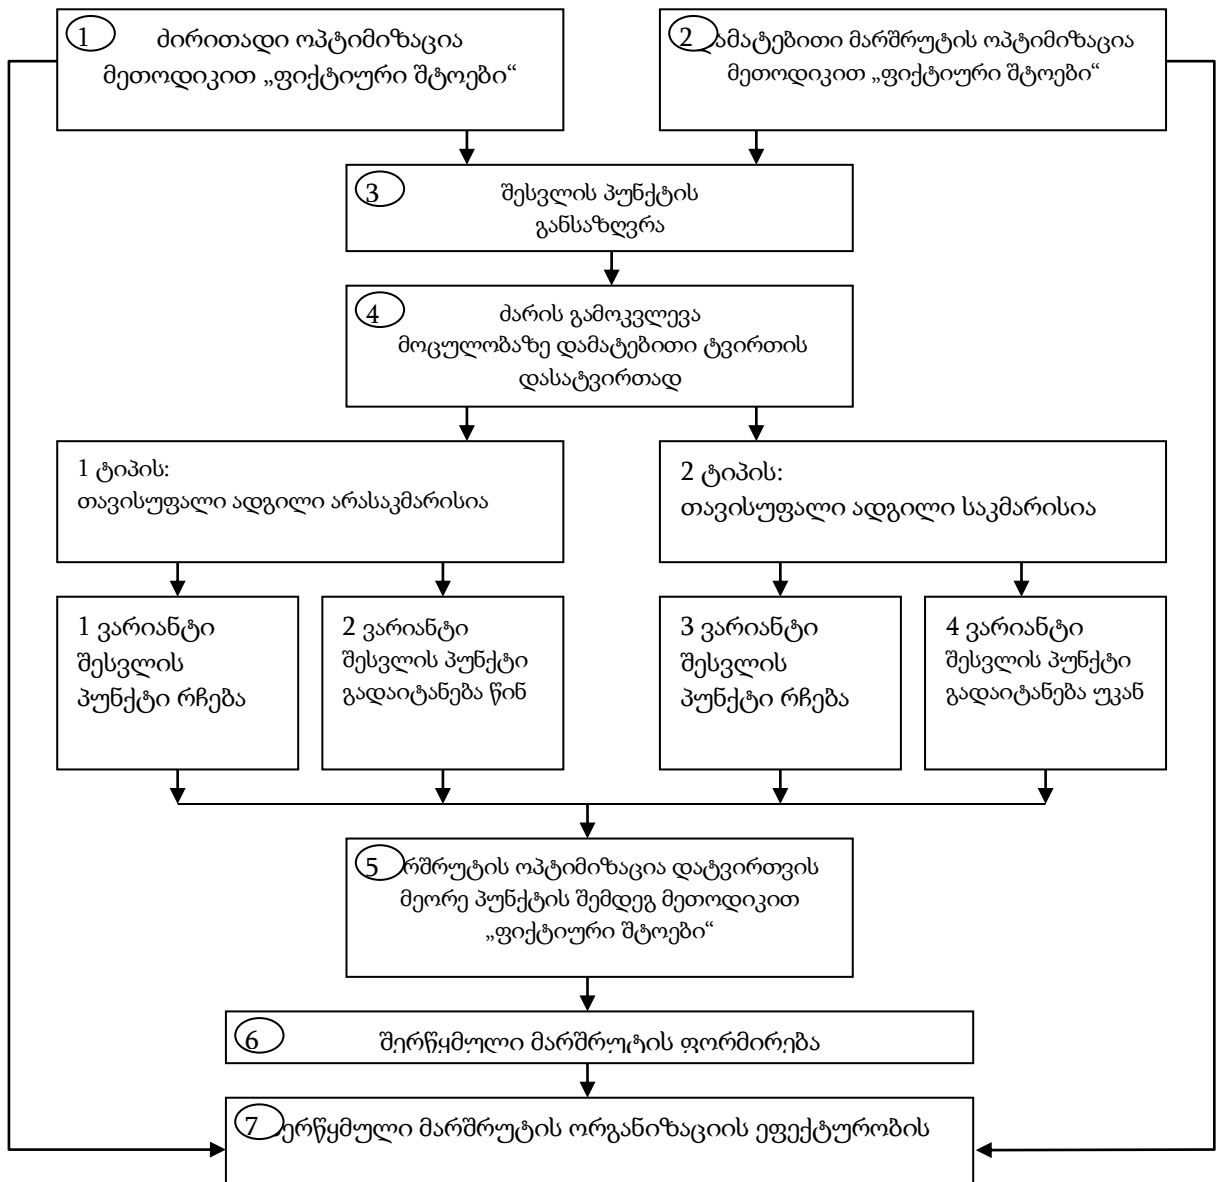 1
ძირითადი ოპტიმიზაცია
მეთოდიკით „ფიქტიური შტოები“
2
მარშრუტის ოპტიმიზაცია
მეთოდიკით „ფიქტიური შტოები“
3
შესვლის პუნქტის
განსაზღვრა
4
ძარის გამოკვლევა
მოცულობაზე დამატებითი ტვირთის
დასატვირთად
1 ტიპის:
თავისუფალი ადგილი არასაკმარისია
2 ტიპის:
თავისუფალი ადგილი საკმარისია
1 ვარიანტი
შესვლის
პუნქტი რჩება
2 ვარიანტი
შესვლის პუნქტი
გადაიტანება წინ
3 ვარიანტი
შესვლის
პუნქტი რჩება
4 ვარიანტი
შესვლის პუნქტი
გადაიტანება უკან
5
ოპტიმიზაცია დატვირთვის
მეორე პუნქტის შემდეგ მეთოდიკით
„ფიქტიური შტოები“
6
შერწყმული მარშრუტის ფორმირება
7
მარშრუტის ორგანიზაციის ეფექტურობის